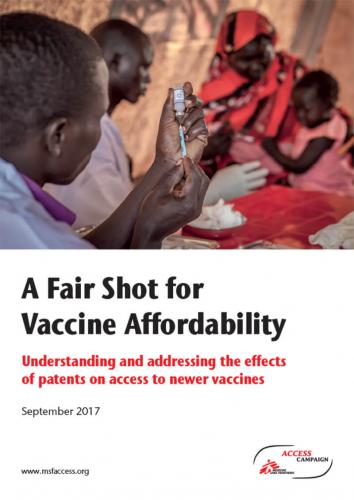 A Fair Shot for
Vaccine Affordability
Understanding and addressing the effects
of patents on access to newer vaccines
September 2017
www.msfaccess.org
ACCESS
CAMPAIGN